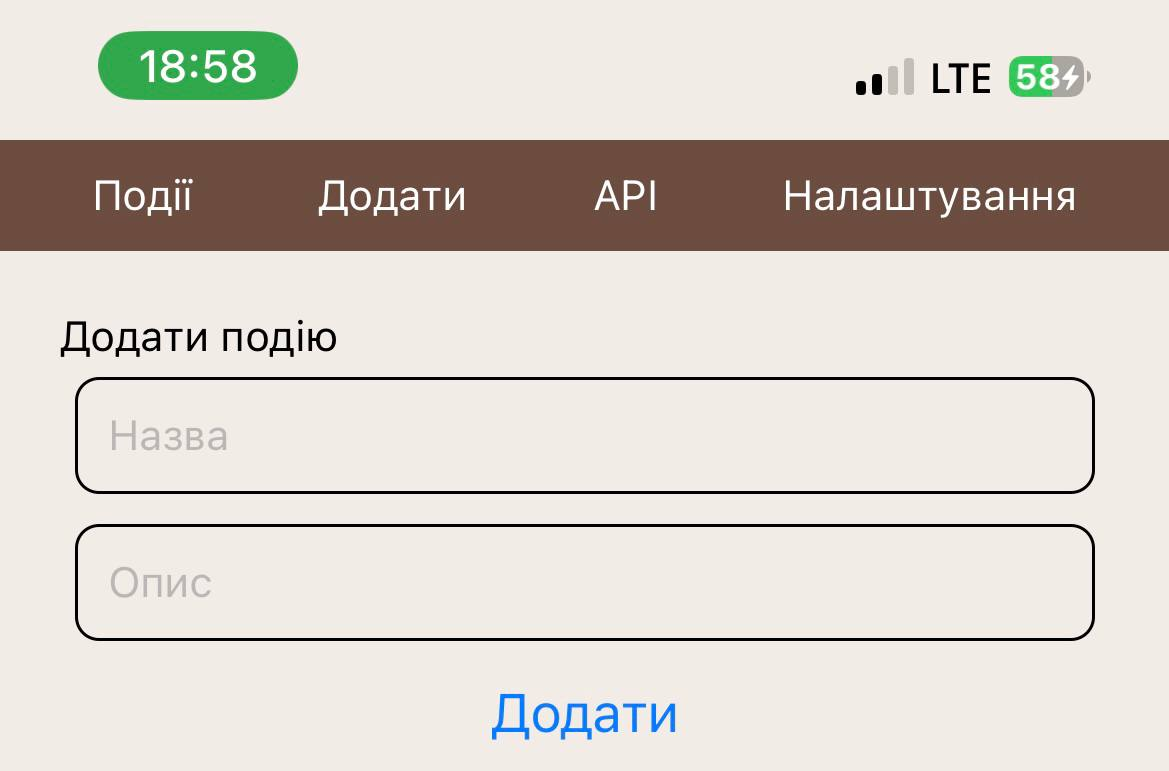 18:58 LTE 58
Події Додати API Налаштування
Додати подію
Назва
Опис
Додати